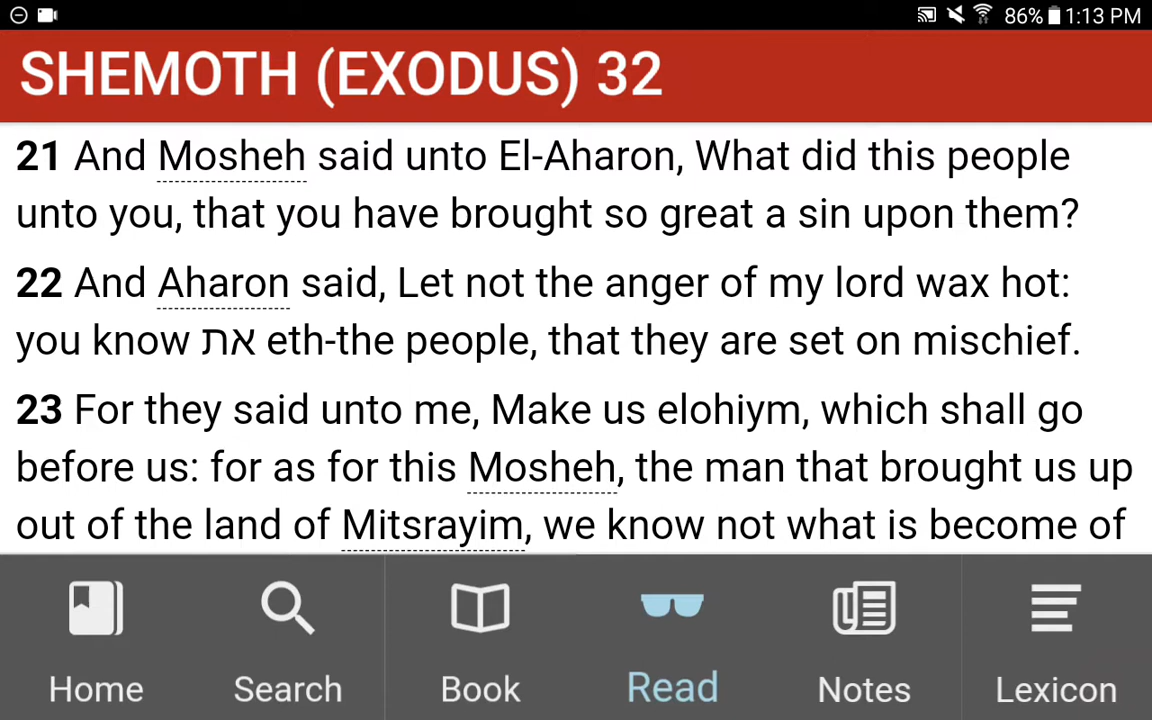 86% 1:13 PM
SHEMOTH (EXODUS) 32
21 And Mosheh said unto El-Aharon, What did this people
unto you, that you have brought so great a sin upon them?
22 And Aharon said, Let not the anger of my lord wax hot:
you know את eth-the people, that they are set on mischief.
23 For they said unto me, Make us elohiym, which shall go
before us: for as for this Mosheh, the man that brought us up
out of the land of Mitsrayim, we know not what is become of
Home Search Book Read Notes Lexicon